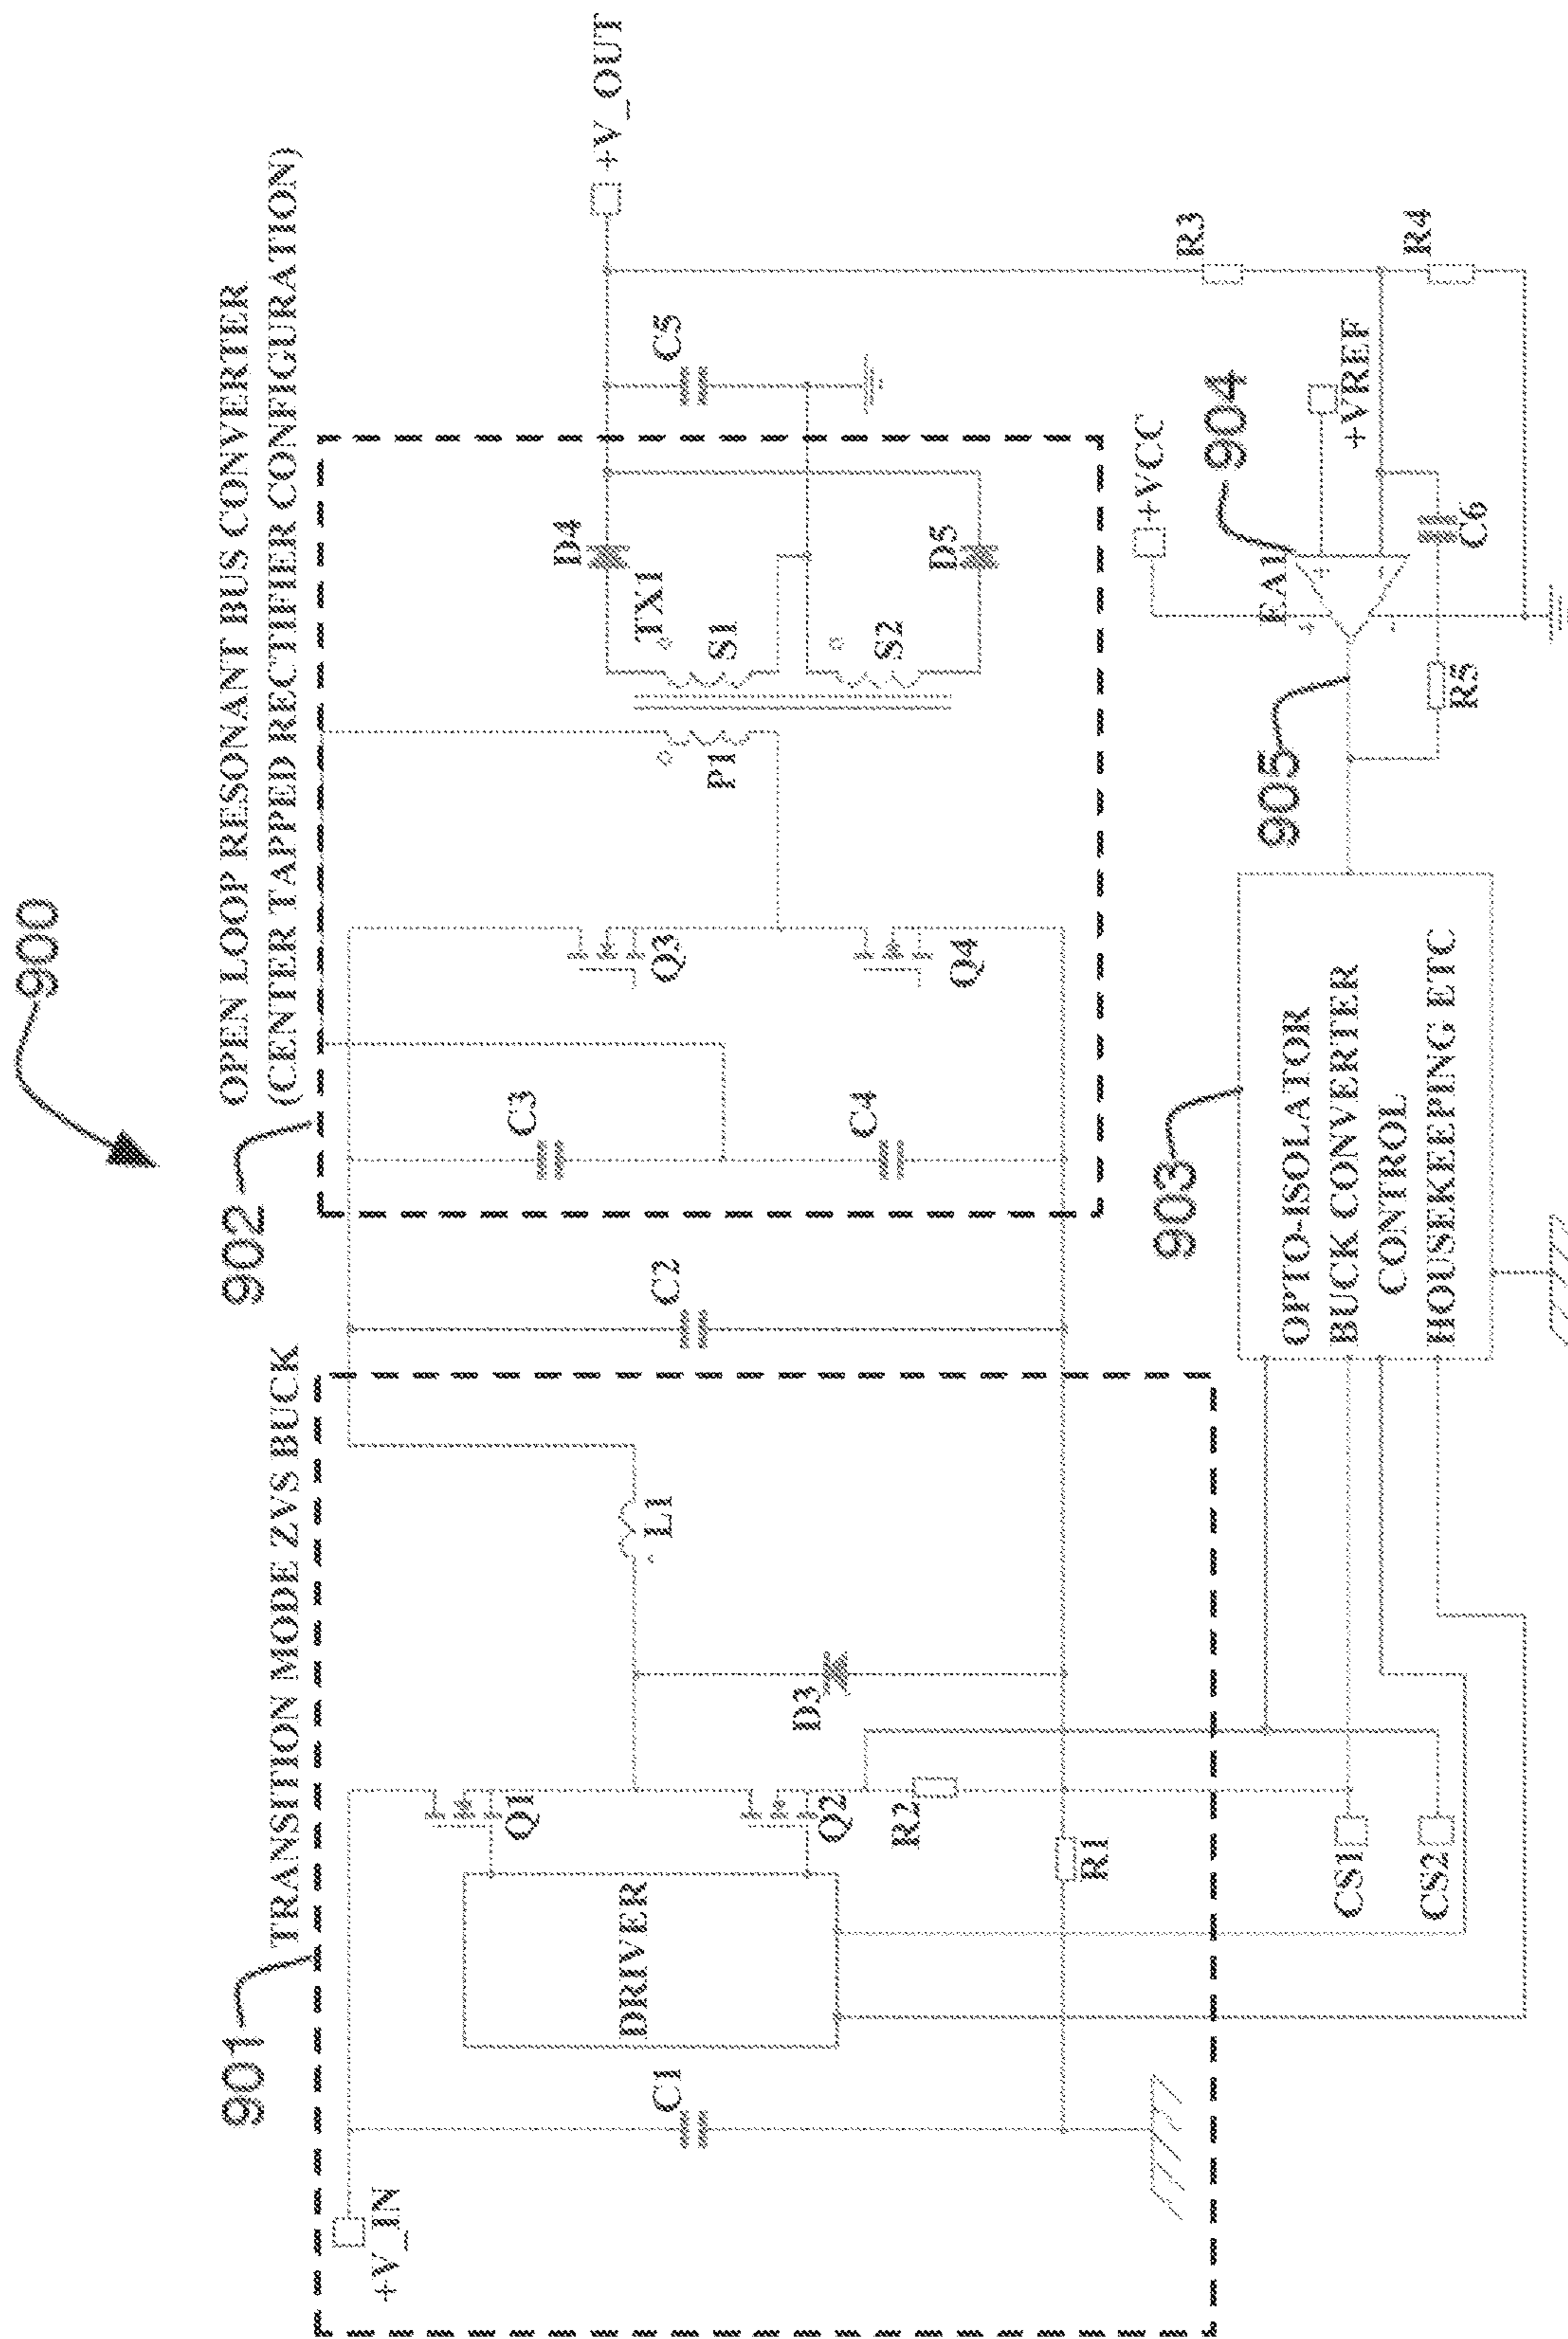 900
OPEN LOOP RESONANT BUS CONVERTER
(CENTER TAPPED RECTIFIER CONFIGURATION)
902
TRANSITION MODE ZVS BUCK
901
+V_IN
C1
DRIVER
Q1
Q2
R2
R1
D3
L1
C2
C3
C4
Q3
Q4
P1
TX1
S1
S2
D4
D5
C5
+V_OUT
R3
R4
+VCC
904
+VREF
EA1
C6
R5
905
903
OPTO-ISOLATOR
BUCK CONVERTER
CONTROL
HOUSEKEEPING ETC
CS1
CS2